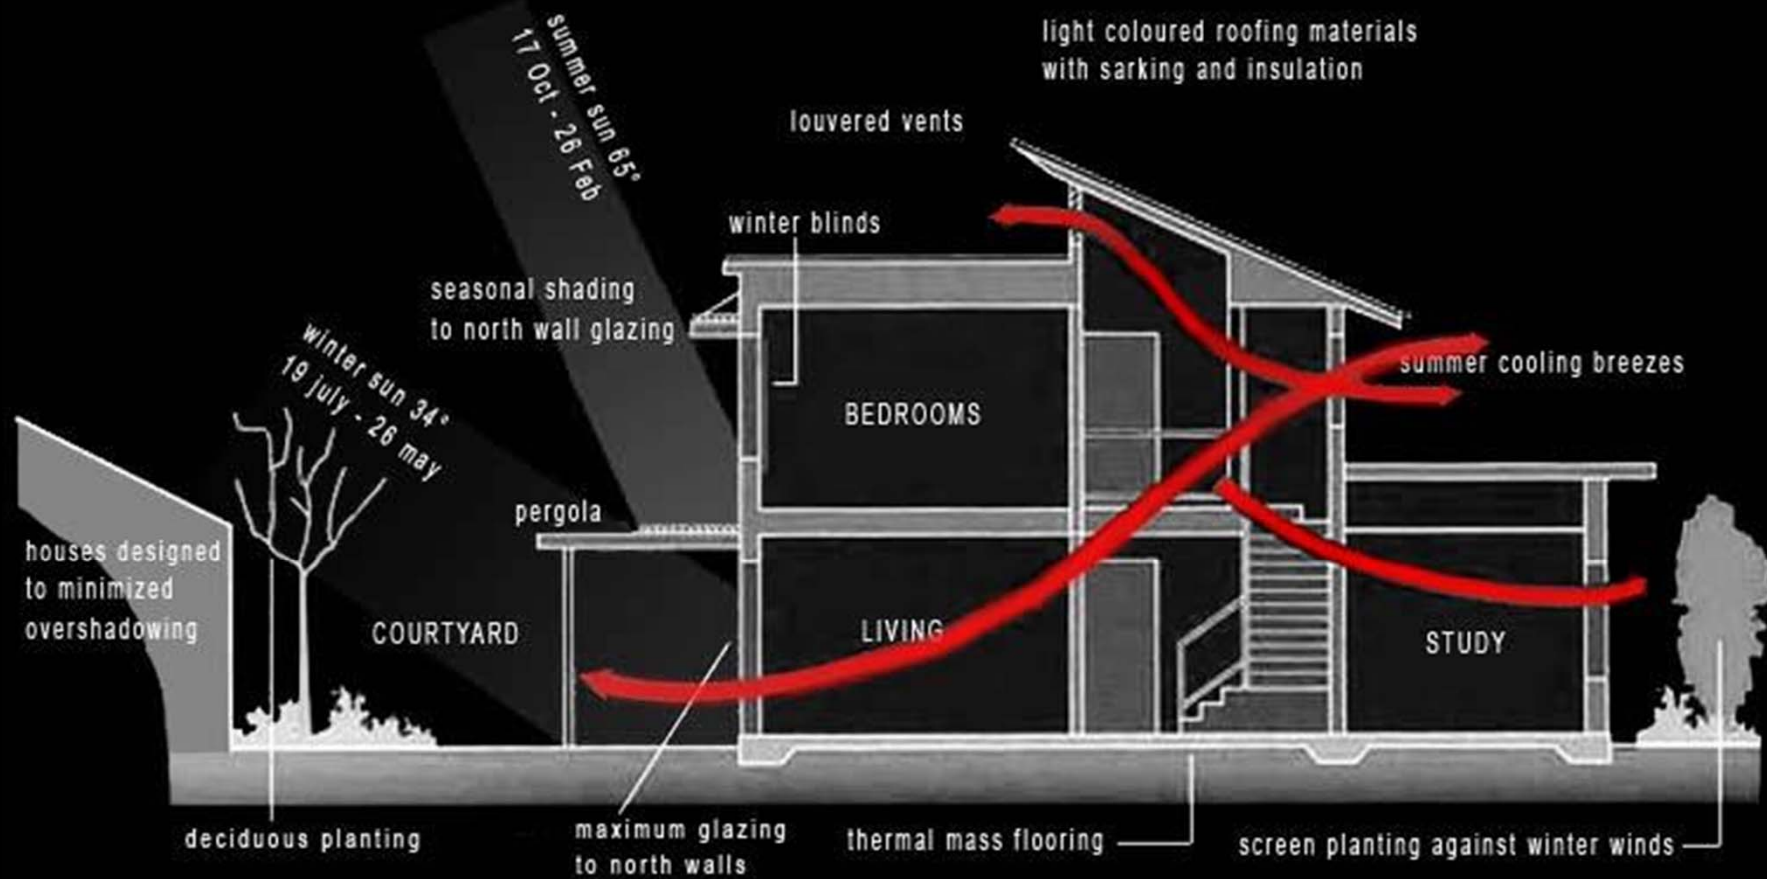 light coloured roofing materials
with sarking and insulation
summer sun 65°
17 Oct - 26 Feb
louvered vents
winter blinds
seasonal shading
to north wall glazing
winter sun 34°
19 july - 26 may
summer cooling breezes
BEDROOMS
pergola
houses designed
to minimized
overshadowing
COURTYARD
LIVING
STUDY
deciduous planting
maximum glazing
to north walls
thermal mass flooring
screen planting against winter winds